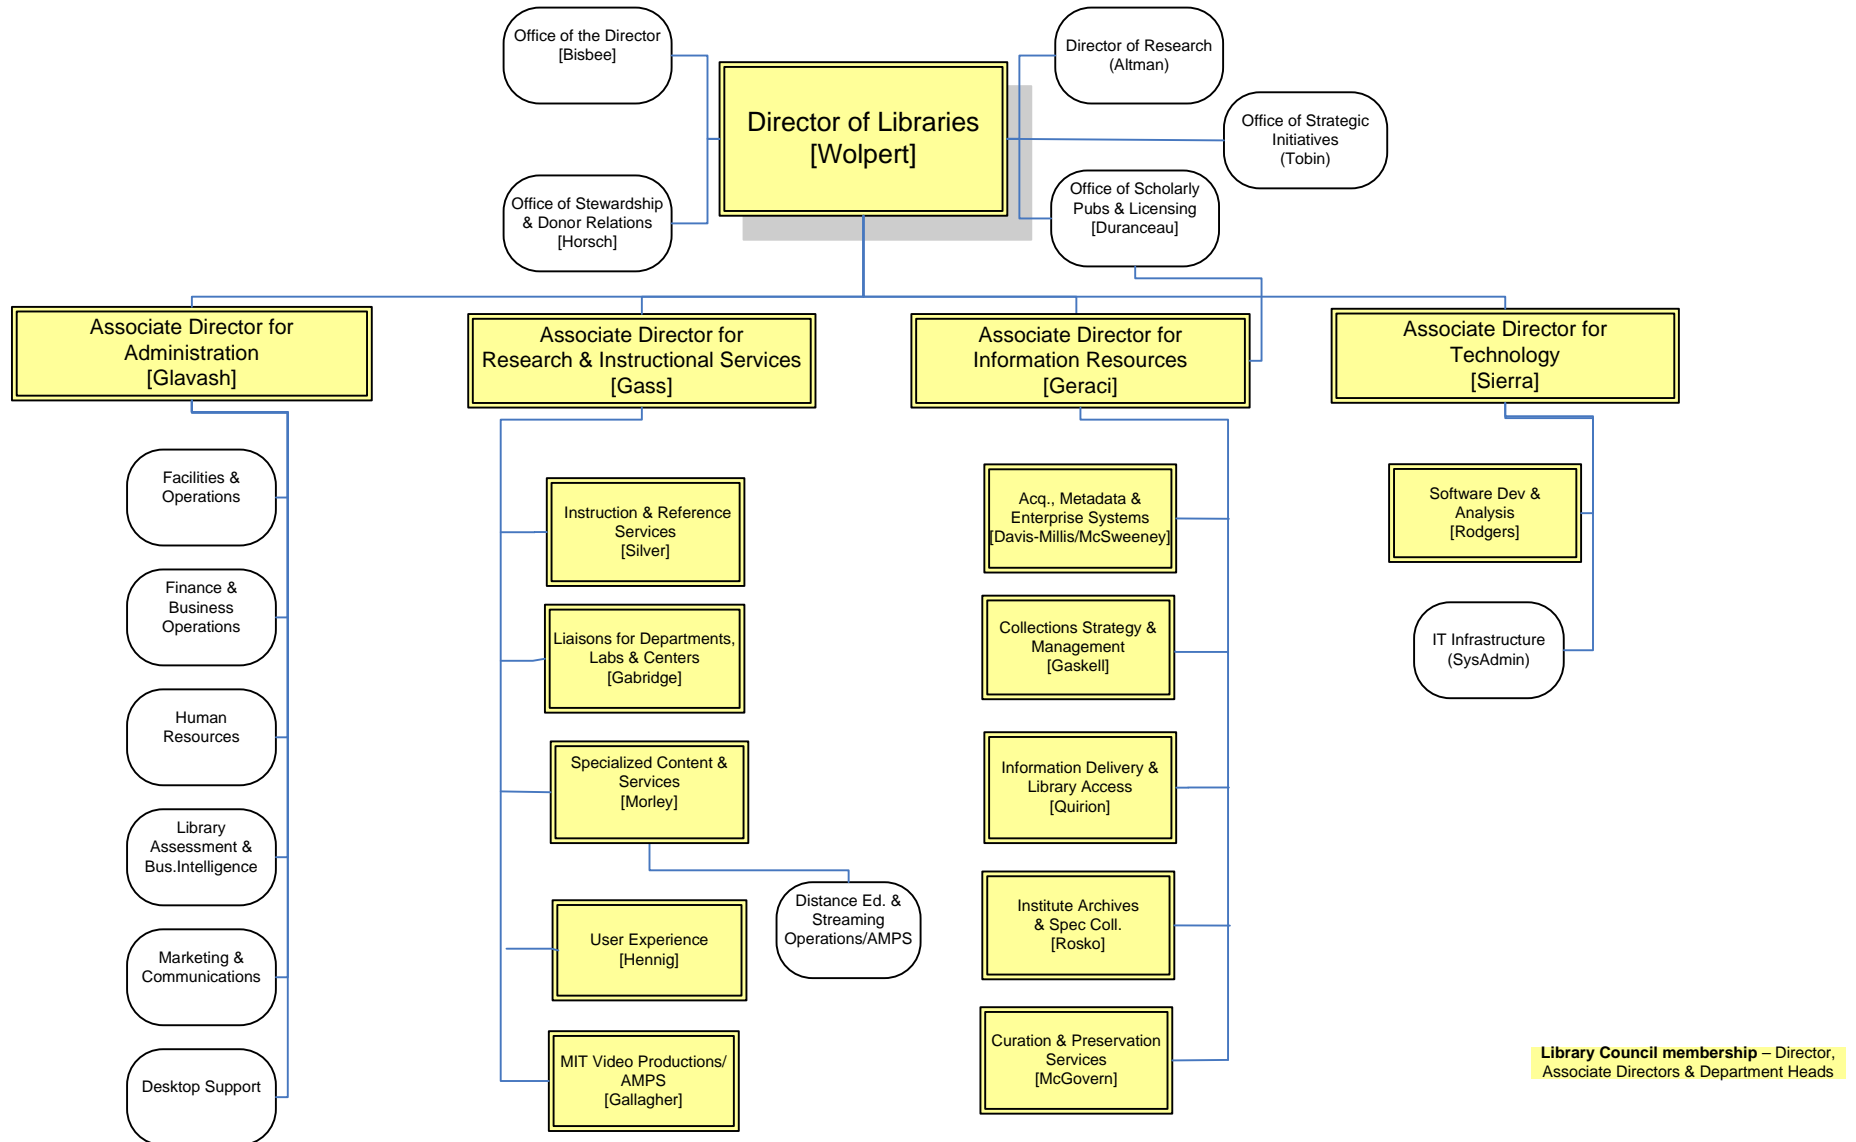 Office of the Director
[Bisbee]
Director of Research
(Altman)
Director of Libraries
[Wolpert]
Office of Strategic
Initiatives
(Tobin)
Office of Stewardship
& Donor Relations
[Horsch]
Office of Scholarly
Pubs & Licensing
[Duranceau]
Associate Director for
Administration
[Glavash]
Associate Director for
Research & Instructional Services
[Gass]
Associate Director for
Information Resources
[Geraci]
Associate Director for
Technology
[Sierra]
Facilities &
Operations
Finance &
Business
Operations
Human
Resources
Library
Assessment &
Bus.Intelligence
Marketing &
Communications
Desktop Support
Instruction & Reference
Services
[Silver]
Liaisons for Departments,
Labs & Centers
[Gabridge]
Specialized Content &
Services
[Morley]
Distance Ed. &
Streaming
Operations/AMPS
User Experience
[Hennig]
MIT Video Productions/
AMPS
[Gallagher]
Acq., Metadata &
Enterprise Systems
[Davis-Millis/McSweeney]
Collections Strategy &
Management
[Gaskell]
Information Delivery &
Library Access
[Quirion]
Institute Archives
& Spec Coll.
[Rosko]
Curation & Preservation
Services
[McGovern]
Software Dev &
Analysis
[Rodgers]
IT Infrastructure
(SysAdmin)
Library Council membership – Director,
Associate Directors & Department Heads